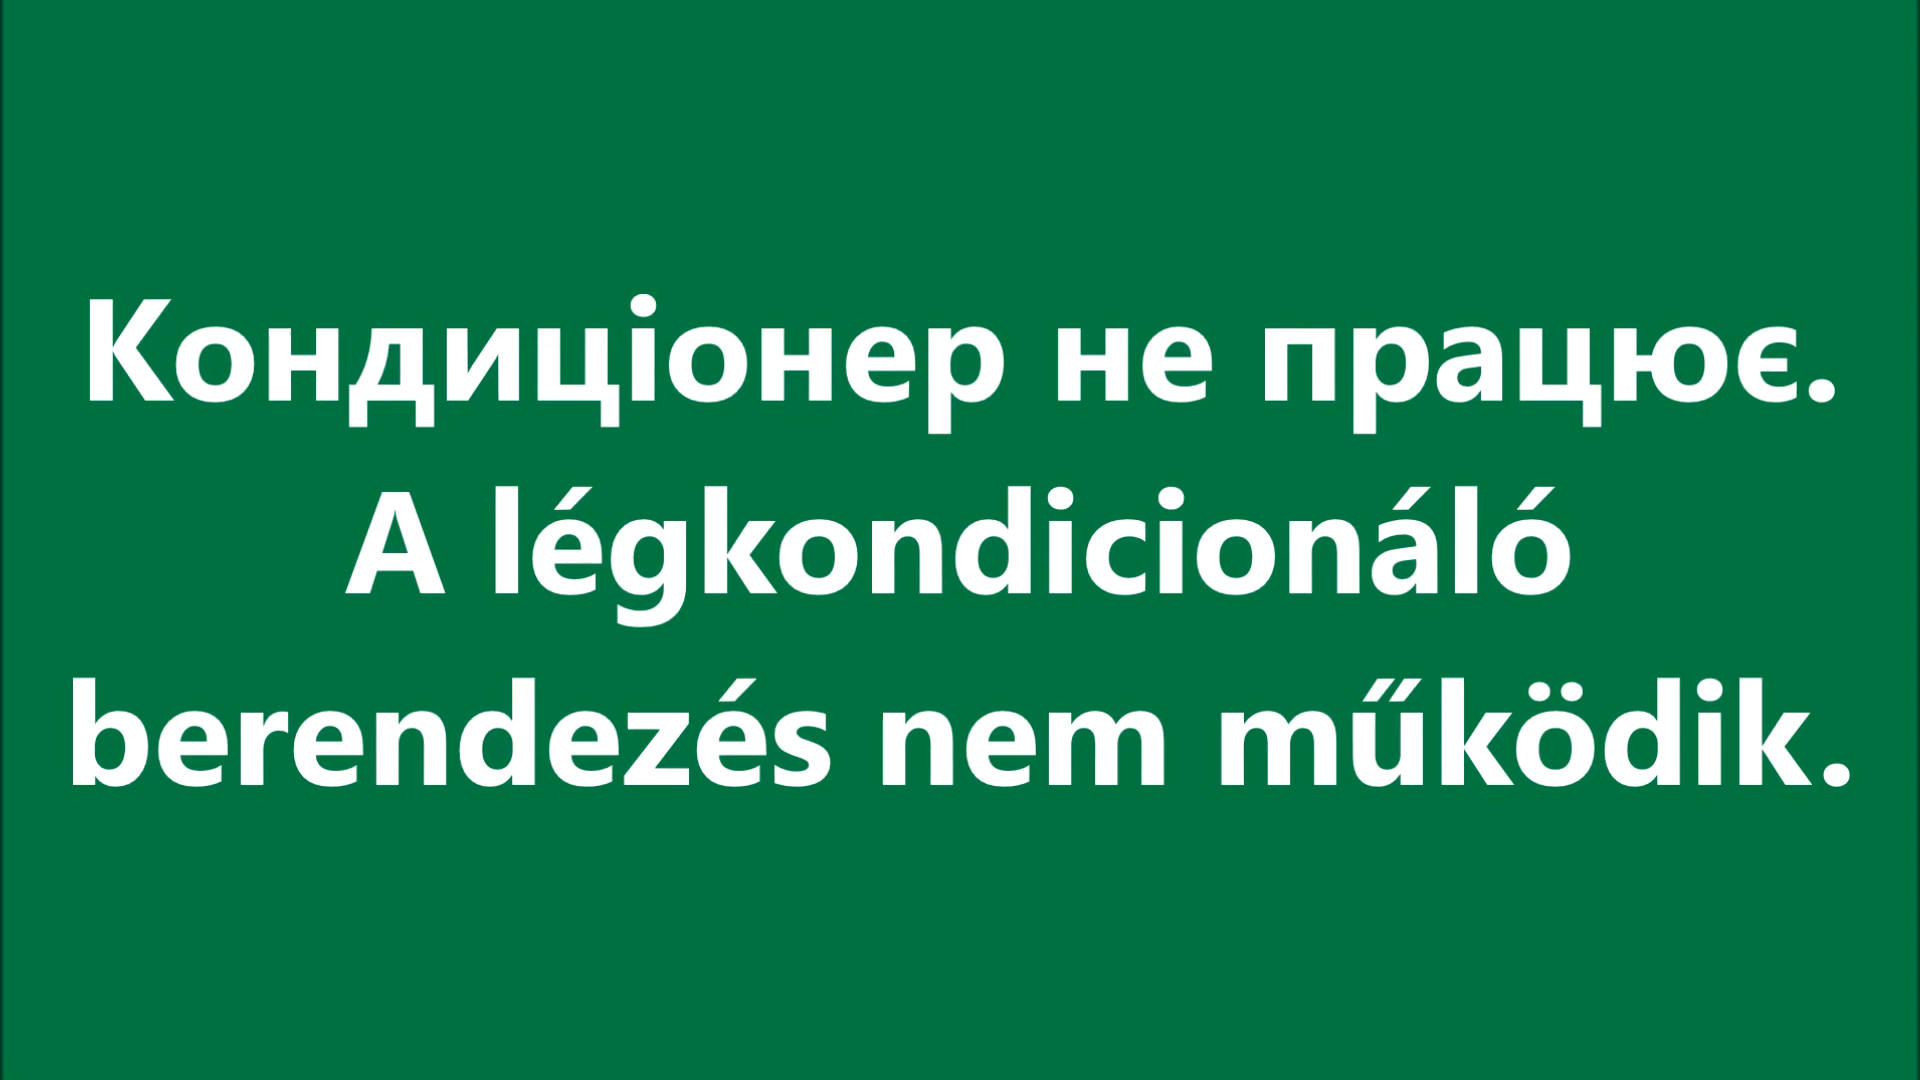 Кондиціонер не працює.
A légkondicionáló
berendezés nem működik.